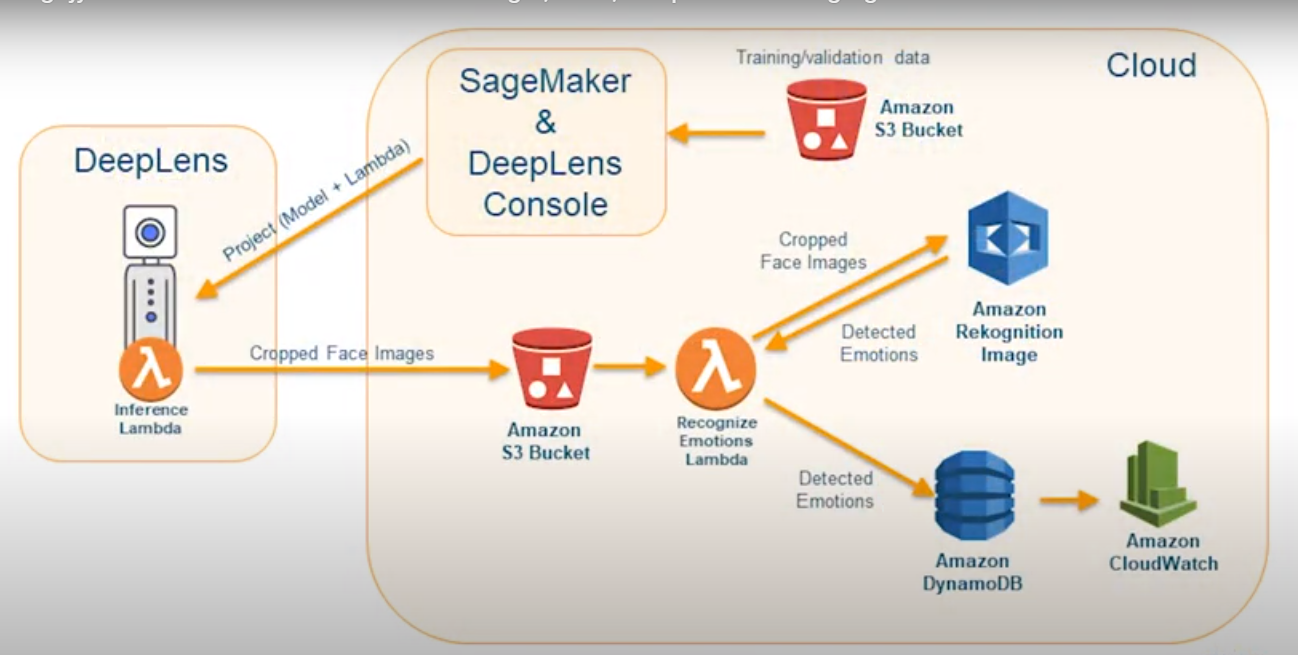 Training/validation data
Cloud
SageMaker
&
DeepLens
Console
Amazon
S3 Bucket
DeepLens
Project (Model + Lambda)
Cropped
Face Images
Amazon
Rekognition
Image
Detected
Emotions
Cropped Face Images
Inference
Lambda
Amazon
S3 Bucket
Recognize
Emotions
Lambda
Detected
Emotions
Amazon
DynamoDB
Amazon
CloudWatch